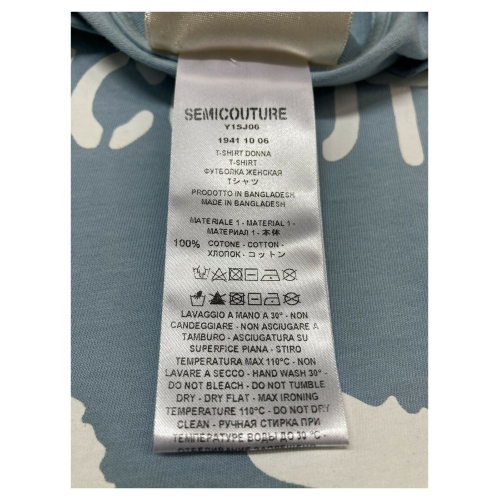 SEMICOUTURE
Y1SJ06
1941 10 06
T-SHIRT DONNA
T-SHIRT
ФУТБОЛКА ЖЕНСКАЯ
Tシャツ
PRODOTTO IN BANGLADESH
MADE IN BANGLADESH
MATERIALE 1 - MATERIAL 1 -
МАТЕРИАЛ 1 - 本体
100% COTONE - COTTON -
ХЛОПОК - コットン
LAVAGGIO A MANO A 30° - NON
CANDEGGIARE - NON ASCIUGARE A
TAMBURO - ASCIUGATURA SU
SUPERFICE PIANA - STIRO
TEMPERATURA MAX 110°C - NON
LAVARE A SECCO - HAND WASH 30° -
DO NOT BLEACH - DO NOT TUMBLE
DRY - DRY FLAT - MAX IRONING
TEMPERATURE 110°C - DO NOT DRY
CLEAN - РУЧНАЯ СТИРКА ПРИ
ТЕМПЕРАТУРЕ ВОДЫ ДО 30 °C -